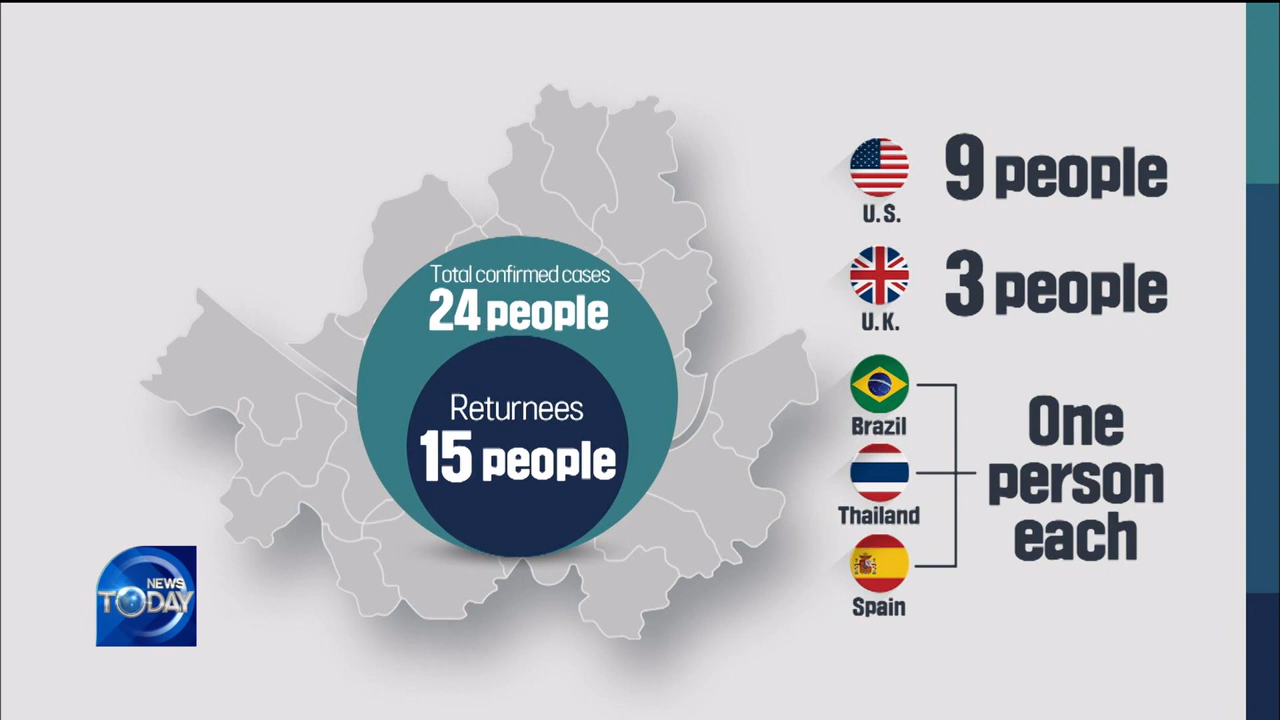 Total confirmed cases
24 people
Returnees
15 people
U.S.
9 people
U.K.
3 people
Brazil
Thailand
Spain
One
person
each
NEWS
TODAY